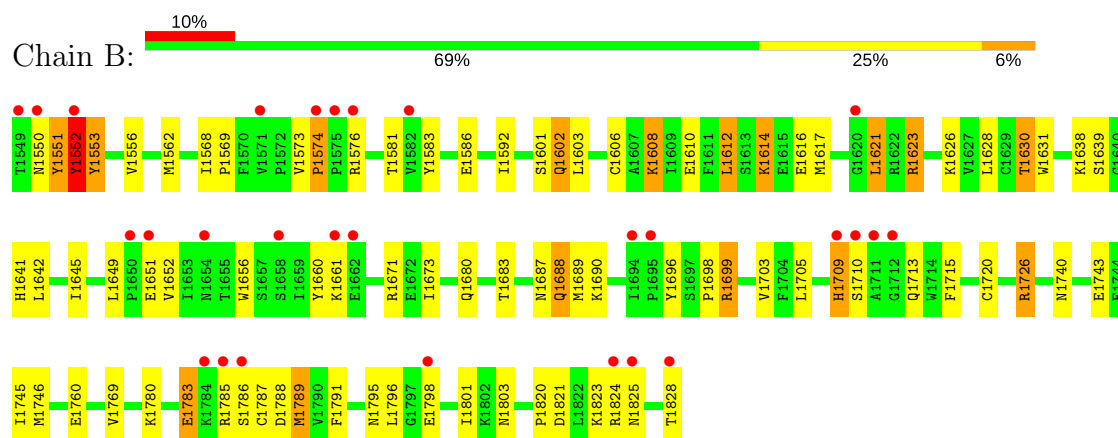 10%
Chain B:
69% 25% 6%
T1549 N1550 Y1551 Y1552 Y1553 V1556 M1562 I1568 P1569 F1570 V1571 P1572 V1573 P1574 P1575 R1576 T1581 V1582 Y1583 E1586 I1592 S1601 Q1602 L1603 C1606 A1607 K1608 I1609 E1610 F1611 L1612 S1613 K1614 E1615 E1616 M1617 G1620 L1621 R1622 R1623 K1626 V1627 L1628 C1629 T1630 W1631 K1638 S1639
H1641 L1642 I1645 L1649 P1650 E1651 V1652 I1653 N1654 T1655 W1656 S1657 S1658 I1659 Y1660 K1661 E1662 R1671 E1672 I1673 Q1680 T1683 N1687 Q1688 M1689 K1690 I1694 P1695 Y1696 S1697 P1698 R1699 V1703 F1704 L1705 H1709 S1710 A1711 G1712 Q1713 W1714 F1715 C1720 R1726 N1740 E1743
I1745 M1746 E1760 V1769 K1780 E1783 K1784 R1785 S1786 C1787 D1788 M1789 V1790 F1791 N1795 L1796 G1797 E1798 I1801 K1802 N1803 P1820 D1821 L1822 K1823 R1824 N1825 T1828